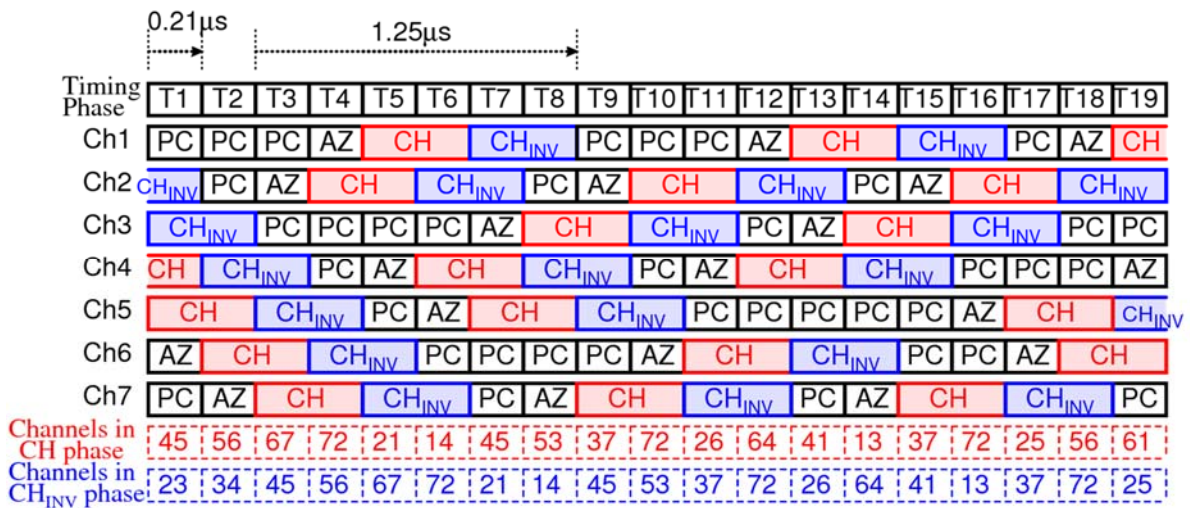 0.21µs
1.25µs
Timing Phase T1 T2 T3 T4 T5 T6 T7 T8 T9 T10 T11 T12 T13 T14 T15 T16 T17 T18 T19
Ch1 PC PC PC AZ CH CHINV PC PC PC AZ CH CHINV PC AZ CH
Ch2 CHINV PC AZ CH CHINV PC AZ CH CHINV PC AZ CH CHINV
Ch3 CHINV PC PC PC PC AZ CH CHINV PC AZ CH CHINV PC PC
Ch4 CH CHINV PC AZ CH CHINV PC AZ CH CHINV PC PC PC AZ
Ch5 CH CHINV PC AZ CH CHINV PC PC PC PC PC AZ CH CHINV
Ch6 AZ CH CHINV PC PC PC PC AZ CH CHINV PC PC AZ CH
Ch7 PC AZ CH CHINV PC AZ CH CHINV PC AZ CH CHINV PC
Channels in CH phase 45 56 67 72 21 14 45 53 37 72 26 64 41 13 37 72 25 56 61
Channels in CHINV phase 23 34 45 56 67 72 21 14 45 53 37 72 26 64 41 13 37 72 25